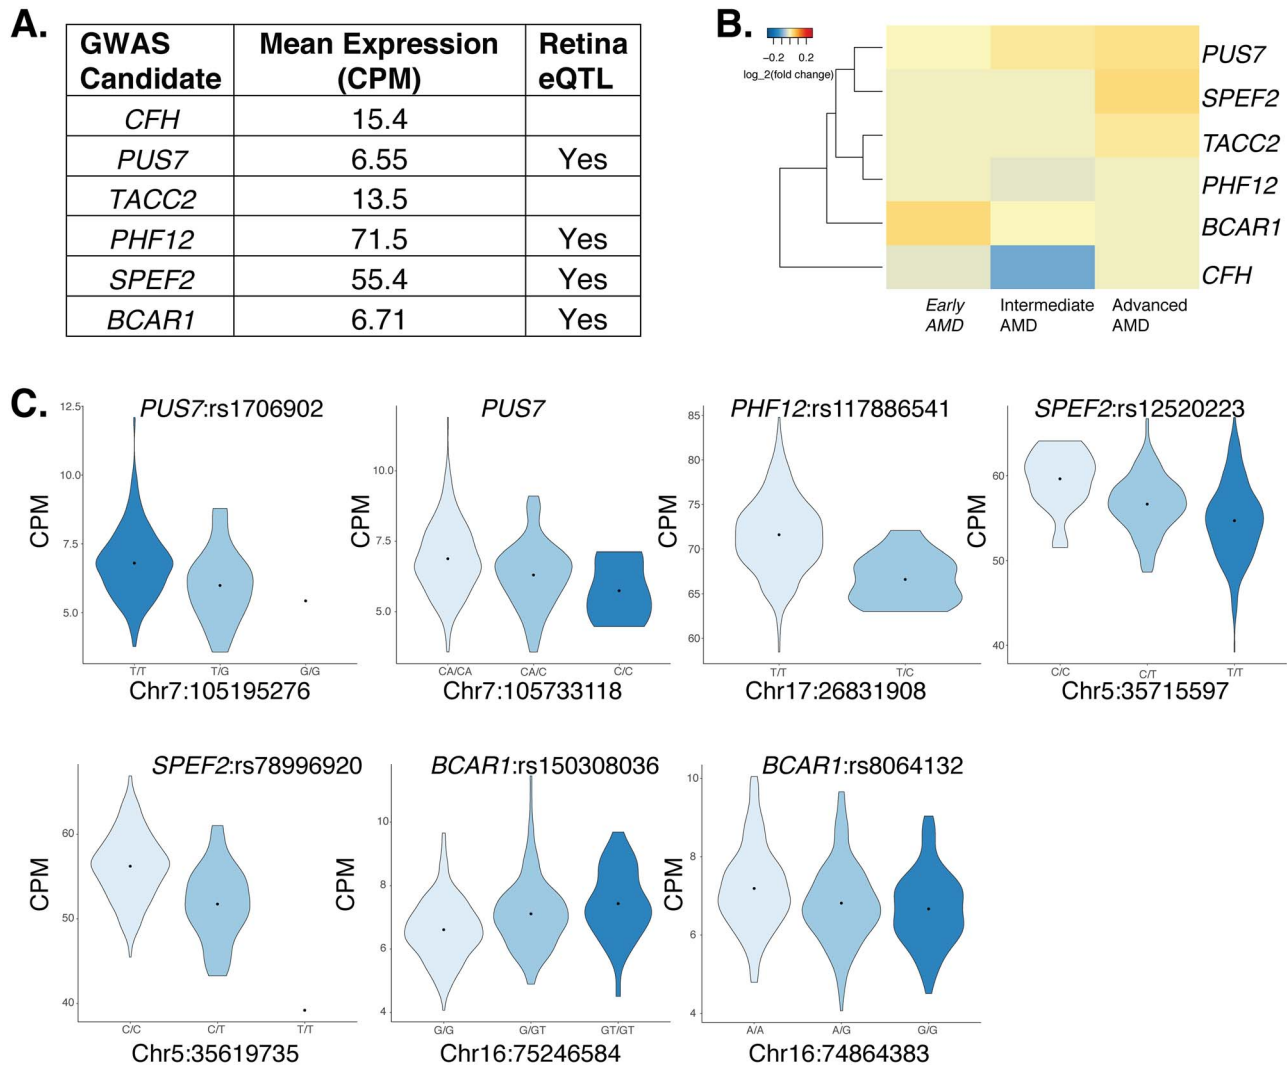 A.
GWAS Candidate Mean Expression (CPM) Retina eQTL
CFH 15.4
PUS7 6.55 Yes
TACC2 13.5
PHF12 71.5 Yes
SPEF2 55.4 Yes
BCAR1 6.71 Yes
B.
−0.2 0.2
log_2(fold change)
PUS7
SPEF2
TACC2
PHF12
BCAR1
CFH
Early AMD
Intermediate AMD
Advanced AMD
C.
PUS7:rs1706902
CPM
12.5
10.0
7.5
5.0
T/T T/G G/G
Chr7:105195276
PUS7
CPM
10.0
7.5
5.0
CA/CA CA/C C/C
Chr7:105733118
PHF12:rs117886541
CPM
85
80
75
70
65
60
T/T T/C
Chr17:26831908
SPEF2:rs12520223
CPM
60
50
40
C/C C/T T/T
Chr5:35715597
SPEF2:rs78996920
CPM
60
50
40
C/C C/T T/T
Chr5:35619735
BCAR1:rs150308036
CPM
10
8
6
4
G/G G/GT GT/GT
Chr16:75246584
BCAR1:rs8064132
CPM
10
8
6
4
A/A A/G G/G
Chr16:74864383